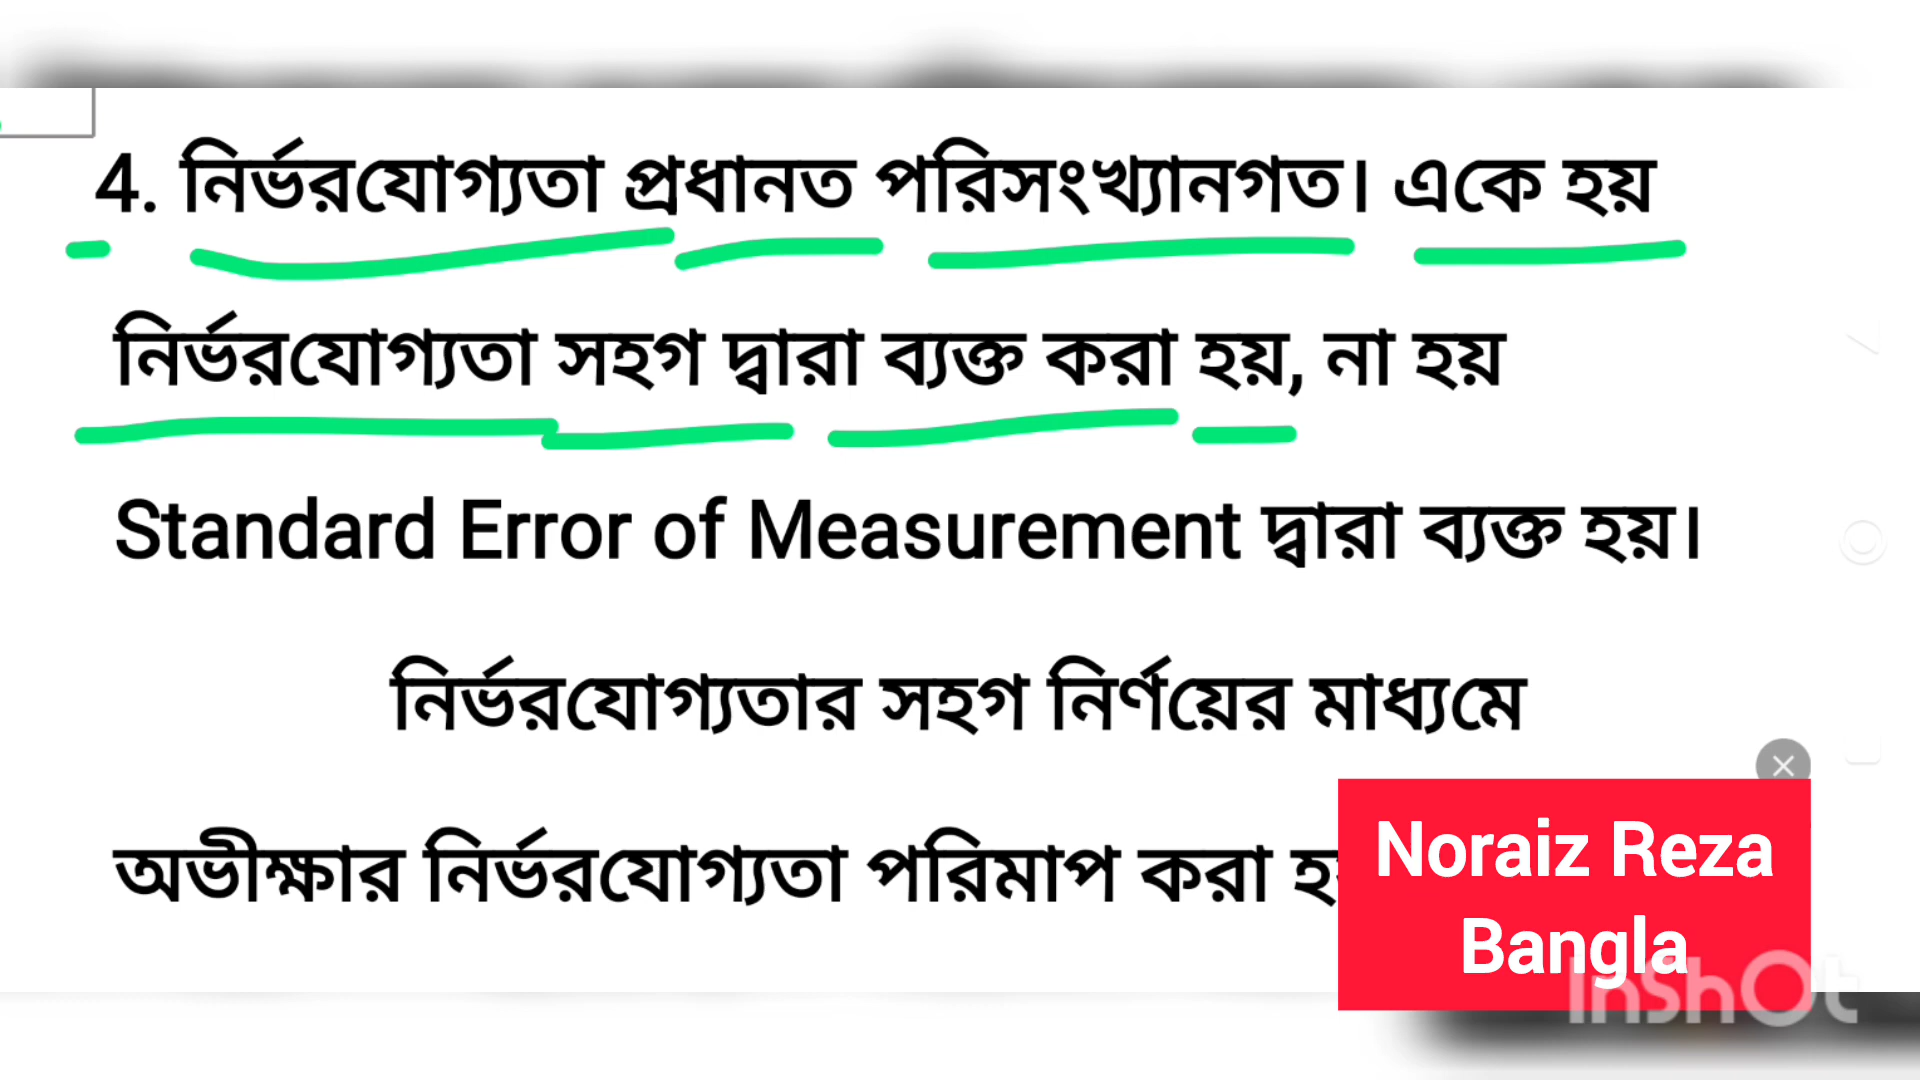 4. নির্ভরযোগ্যতা প্রধানত পরিসংখ্যানগত। একে হয়
নির্ভরযোগ্যতা সহগ দ্বারা ব্যক্ত করা হয়, না হয়
Standard Error of Measurement দ্বারা ব্যক্ত হয়।
নির্ভরযোগ্যতার সহগ নির্ণয়ের মাধ্যমে
অভীক্ষার নির্ভরযোগ্যতা পরিমাপ করা
Noraiz Reza
Bangla
InShOt